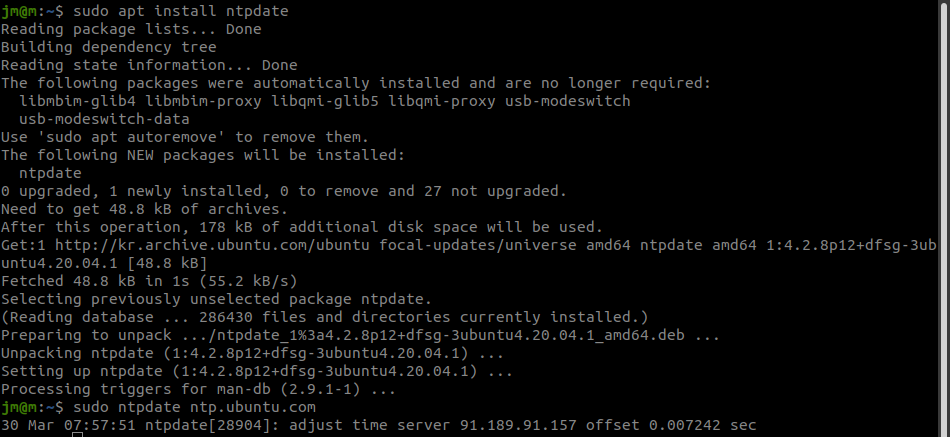 jm@m:~$ sudo apt install ntpdate
Reading package lists... Done
Building dependency tree
Reading state information... Done
The following packages were automatically installed and are no longer required:
  libmbim-glib4 libmbim-proxy libqmi-glib5 libqmi-proxy usb-modeswitch
  usb-modeswitch-data
Use 'sudo apt autoremove' to remove them.
The following NEW packages will be installed:
  ntpdate
0 upgraded, 1 newly installed, 0 to remove and 27 not upgraded.
Need to get 48.8 kB of archives.
After this operation, 178 kB of additional disk space will be used.
Get:1 http://kr.archive.ubuntu.com/ubuntu focal-updates/universe amd64 ntpdate amd64 1:4.2.8p12+dfsg-3ub
untu4.20.04.1 [48.8 kB]
Fetched 48.8 kB in 1s (55.2 kB/s)
Selecting previously unselected package ntpdate.
(Reading database ... 286430 files and directories currently installed.)
Preparing to unpack .../ntpdate_1%3a4.2.8p12+dfsg-3ubuntu4.20.04.1_amd64.deb ...
Unpacking ntpdate (1:4.2.8p12+dfsg-3ubuntu4.20.04.1) ...
Setting up ntpdate (1:4.2.8p12+dfsg-3ubuntu4.20.04.1) ...
Processing triggers for man-db (2.9.1-1) ...
jm@m:~$ sudo ntpdate ntp.ubuntu.com
30 Mar 07:57:51 ntpdate[28904]: adjust time server 91.189.91.157 offset 0.007242 sec